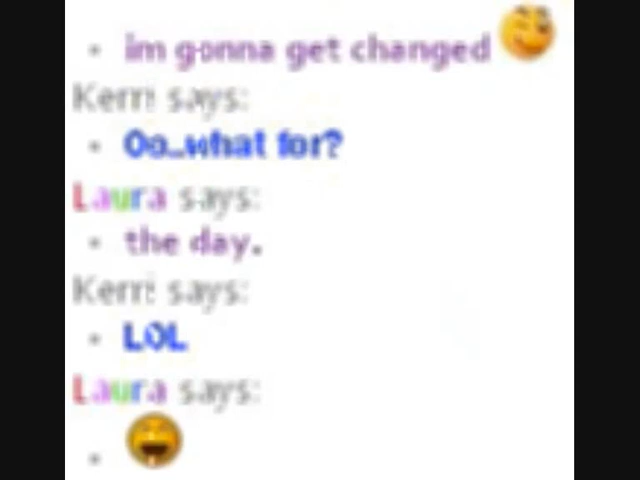 im gonna get changed
Kerri says:
Oo..what for?
Laura says:
the day.
Kerri says:
LOL
Laura says: